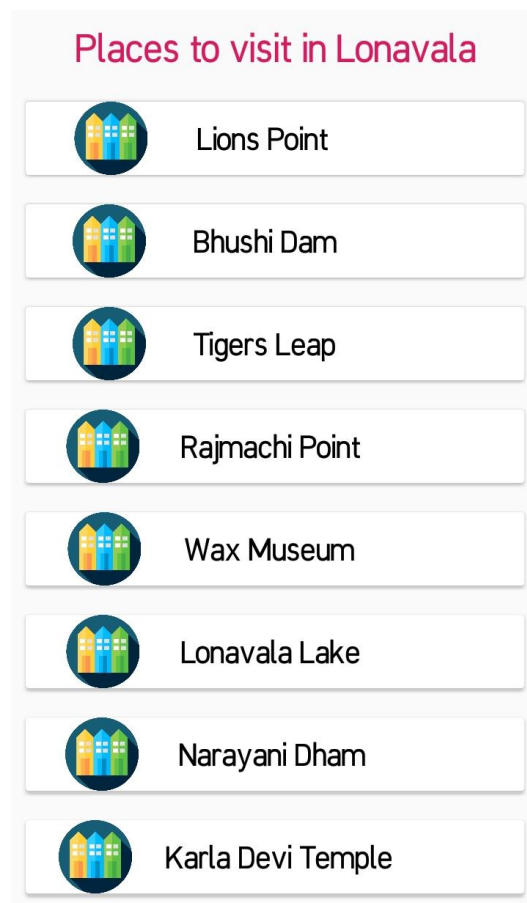 Places to visit in Lonavala
Lions Point
Bhushi Dam
Tigers Leap
Rajmachi Point
Wax Museum
Lonavala Lake
Narayani Dham
Karla Devi Temple